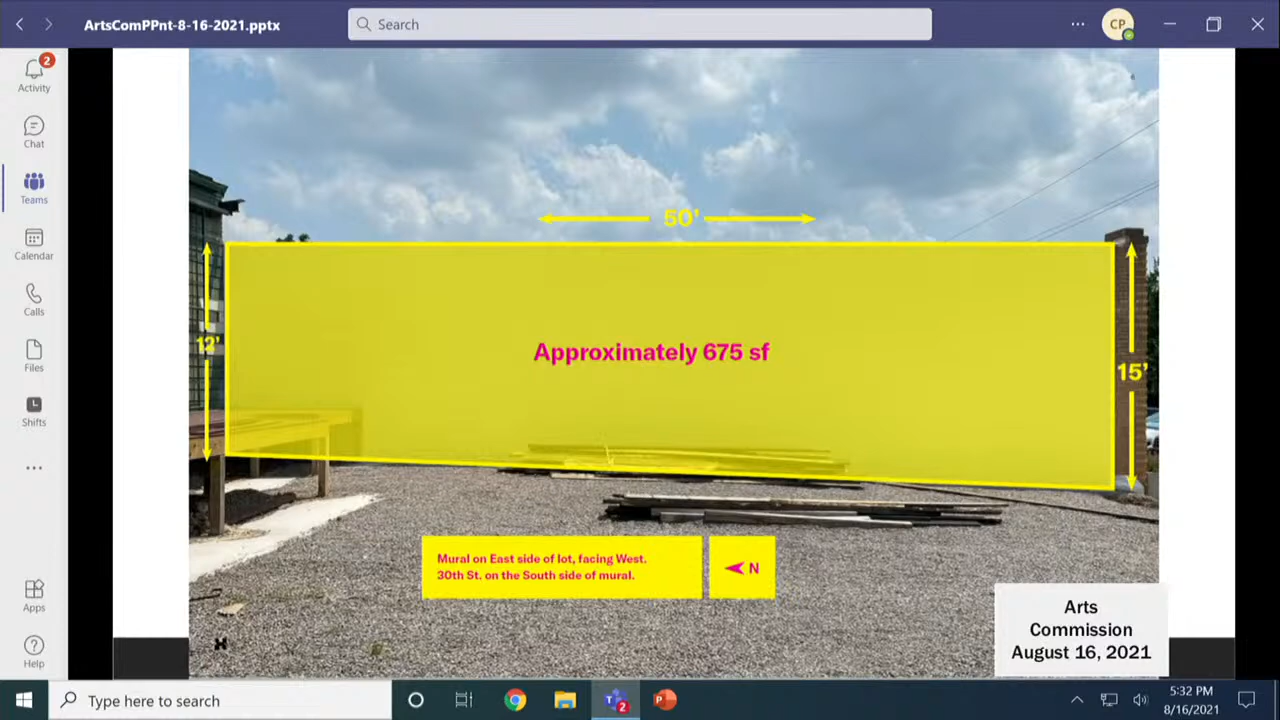 ArtsComPPnt-8-16-2021.pptx
Search
CP
2
Activity
Chat
Teams
Calendar
Calls
Files
Shifts
Apps
Help
50'
12'
Approximately 675 sf
15'
Mural on East side of lot, facing West.
30th St. on the South side of mural.
N
Arts
Commission
August 16, 2021
Type here to search
2
5:32 PM
8/16/2021